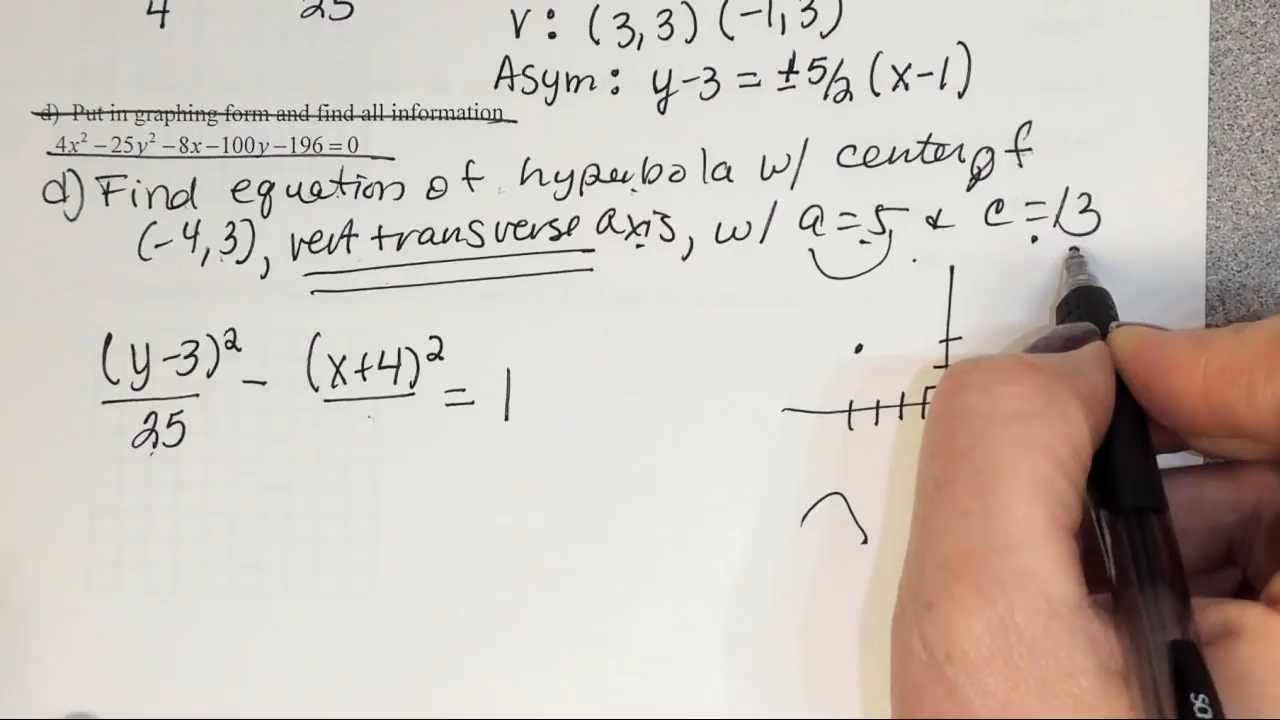 4 25
V: (3,3) (-1,3)
Asym: y-3 = ±5/2 (x-1)
d) Put in graphing form and find all information
4x² – 25y² – 8x – 100y – 196 = 0
d) Find equation of hyperbola w/ center of
(-4,3), vert transverse axis, w/ a=5 & c=13
(y-3)² - (x+4)² = 1
25